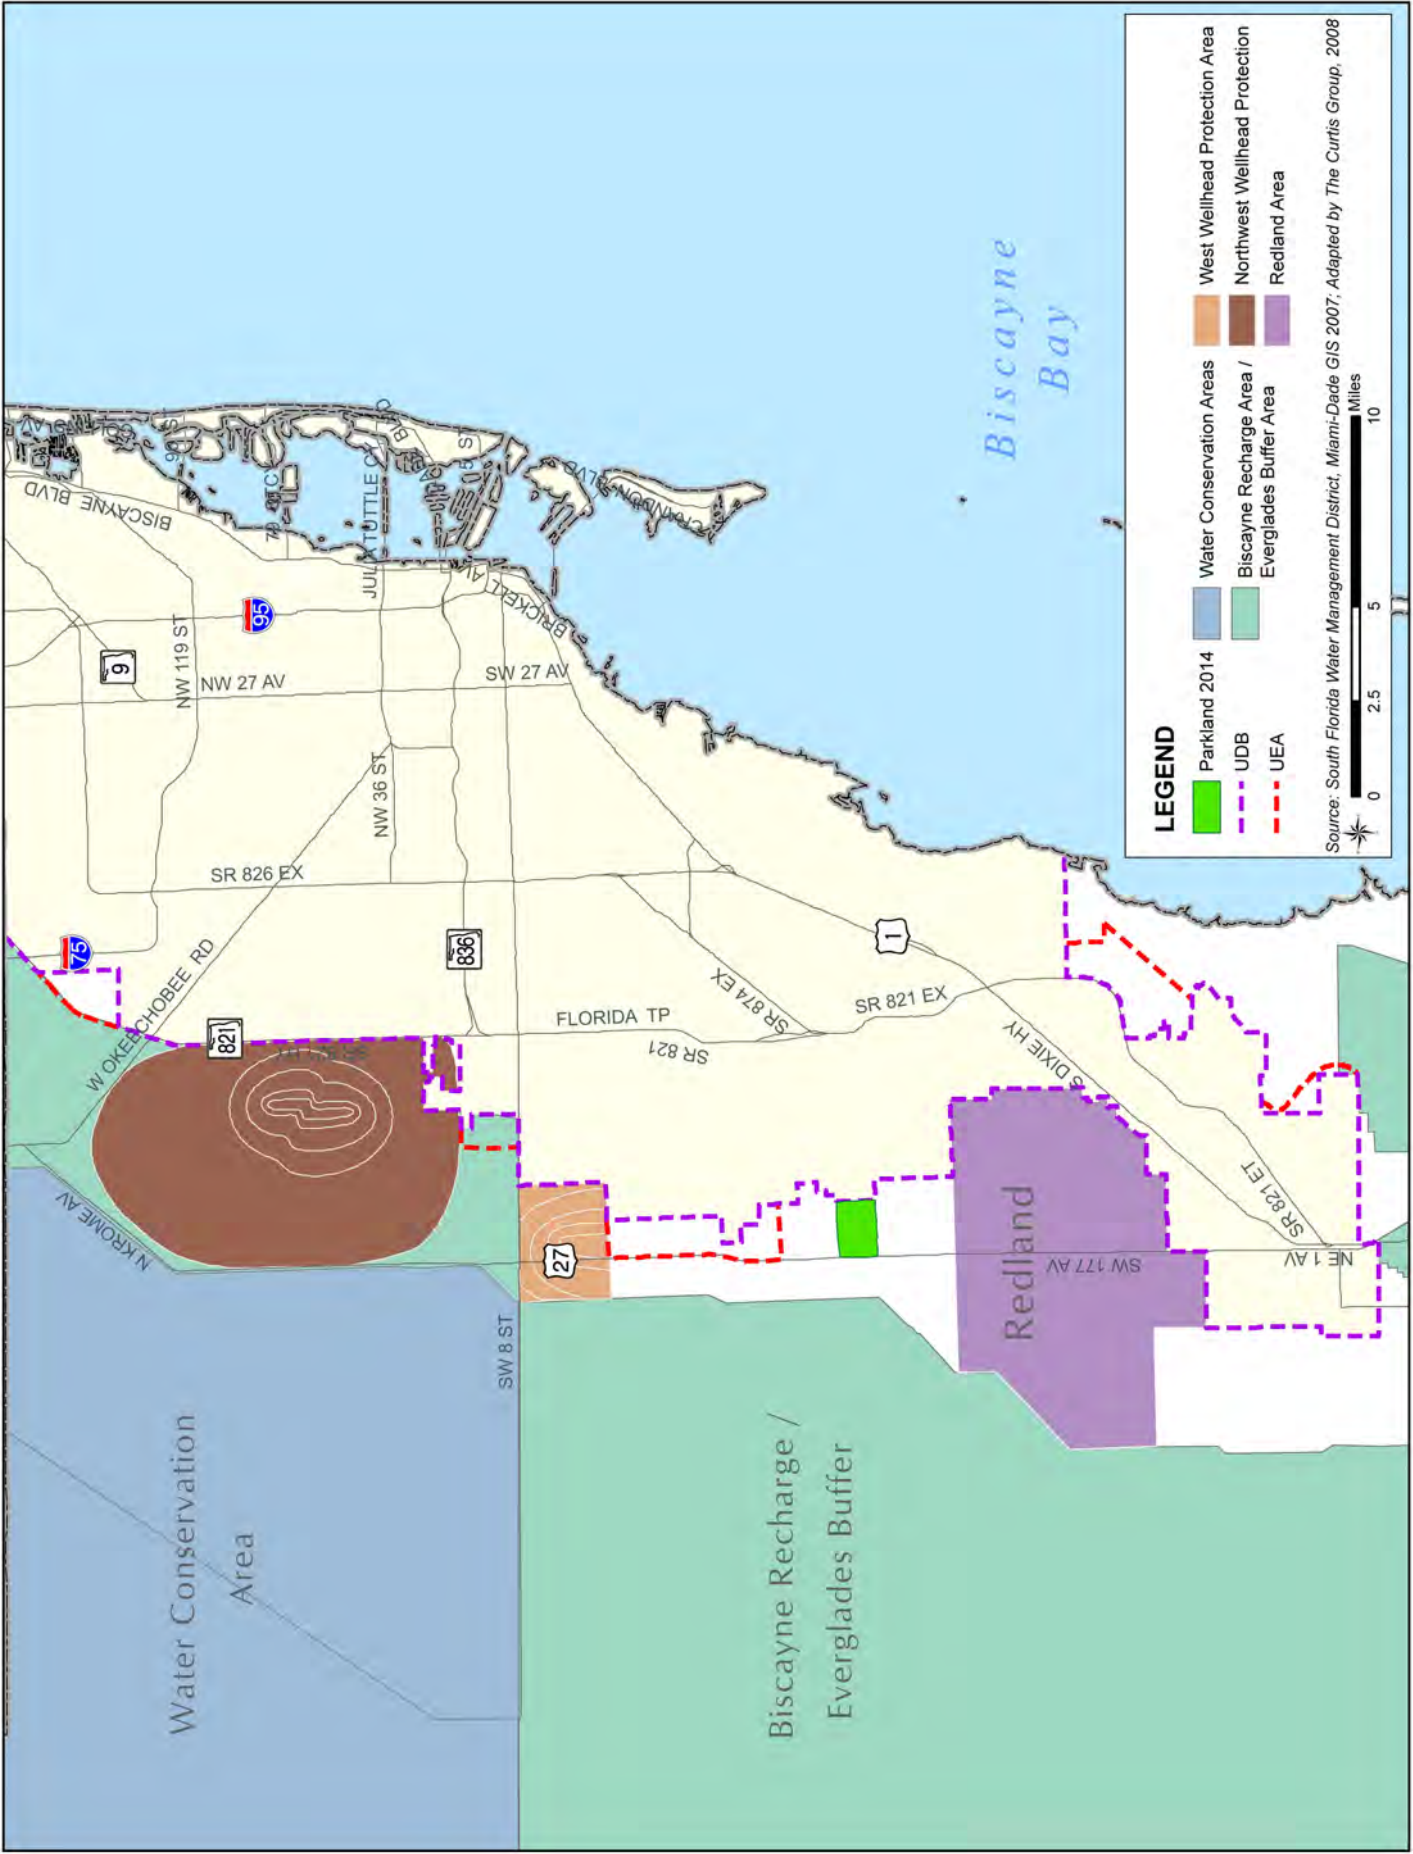 Water Conservation
Area
Biscayne Recharge /
Everglades Buffer
Redland
Biscayne
Bay
N KROME AV
W OKEECHOBEE RD
SW 8 ST
27
821
75
836
SR 826 EX
NW 36 ST
NW 119 ST
NW 27 AV
SW 27 AV
9
95
BISCAYNE BLVD
BRICKELL AV
CRANDON BLVD
FLORIDA TP
SR 821
SR 874 EX
SR 821 EX
1
S DIXIE HY
SW 177 AV
SR 821 ET
NE 1 AV
LEGEND
Parkland 2014
UDB
UEA
Water Conservation Areas
Biscayne Recharge Area /
Everglades Buffer Area
West Wellhead Protection Area
Northwest Wellhead Protection
Redland Area
Source: South Florida Water Management District, Miami-Dade GIS 2007; Adapted by The Curtis Group, 2008
0 2.5 5 10
Miles